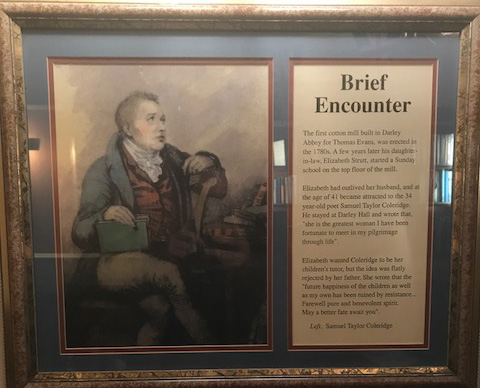 Brief
Encounter
The first cotton mill built in Darley
Abbey for Thomas Evans, was erected in
the 1780s. A few years later his daughter-
in-law, Elizabeth Strutt, started a Sunday
school on the top floor of the mill.
Elizabeth had outlived her husband, and at
the age of 41 became attracted to the 34
year-old poet Samuel Taylor Coleridge.
He stayed at Darley Hall and wrote that,
"she is the greatest woman I have been
fortunate to meet in my pilgrimage
through life".
Elizabeth wanted Coleridge to be her
children's tutor, but the idea was flatly
rejected by her father. She wrote that the
"future happiness of the children as well
as my own has been ruined by resistance...
Farewell pure and benevolent spirit.
May a better fate await you".
Left: Samuel Taylor Coleridge